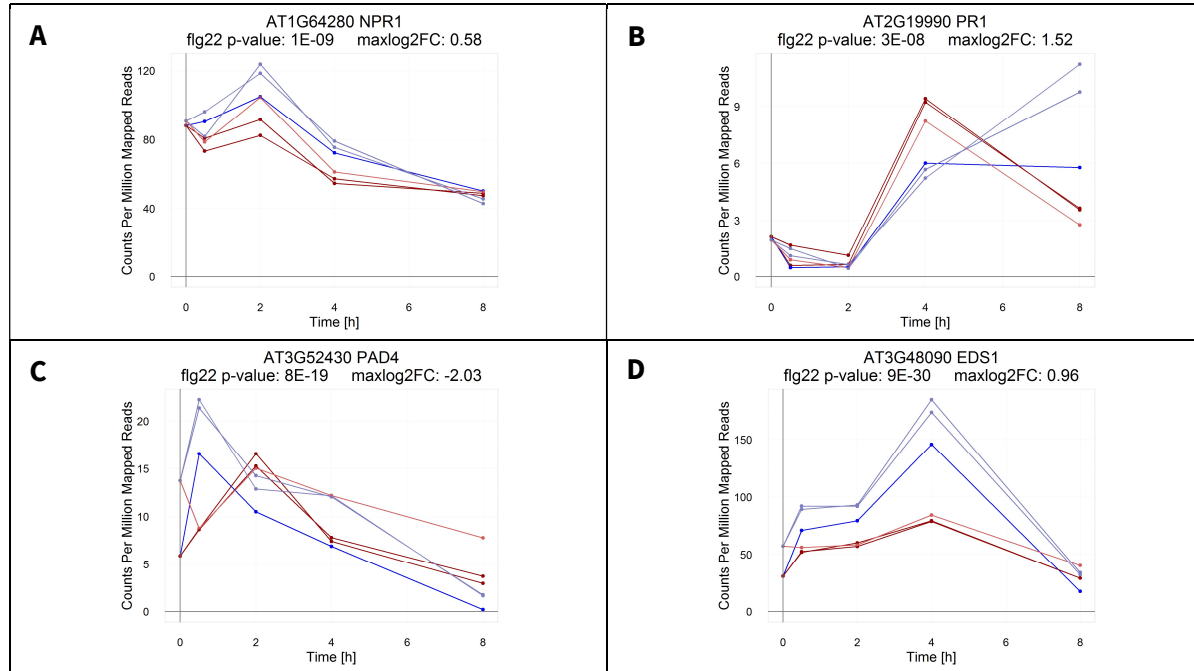 A
AT1G64280 NPR1
flg22 p-value: 1E-09 maxlog2FC: 0.58
Counts Per Million Mapped Reads
120
80
40
0
0 2 4 6 8
Time [h]
B
AT2G19990 PR1
flg22 p-value: 3E-08 maxlog2FC: 1.52
Counts Per Million Mapped Reads
9
6
3
0
0 2 4 6 8
Time [h]
C
AT3G52430 PAD4
flg22 p-value: 8E-19 maxlog2FC: -2.03
Counts Per Million Mapped Reads
20
15
10
5
0
0 2 4 6 8
Time [h]
D
AT3G48090 EDS1
flg22 p-value: 9E-30 maxlog2FC: 0.96
Counts Per Million Mapped Reads
150
100
50
0
0 2 4 6 8
Time [h]